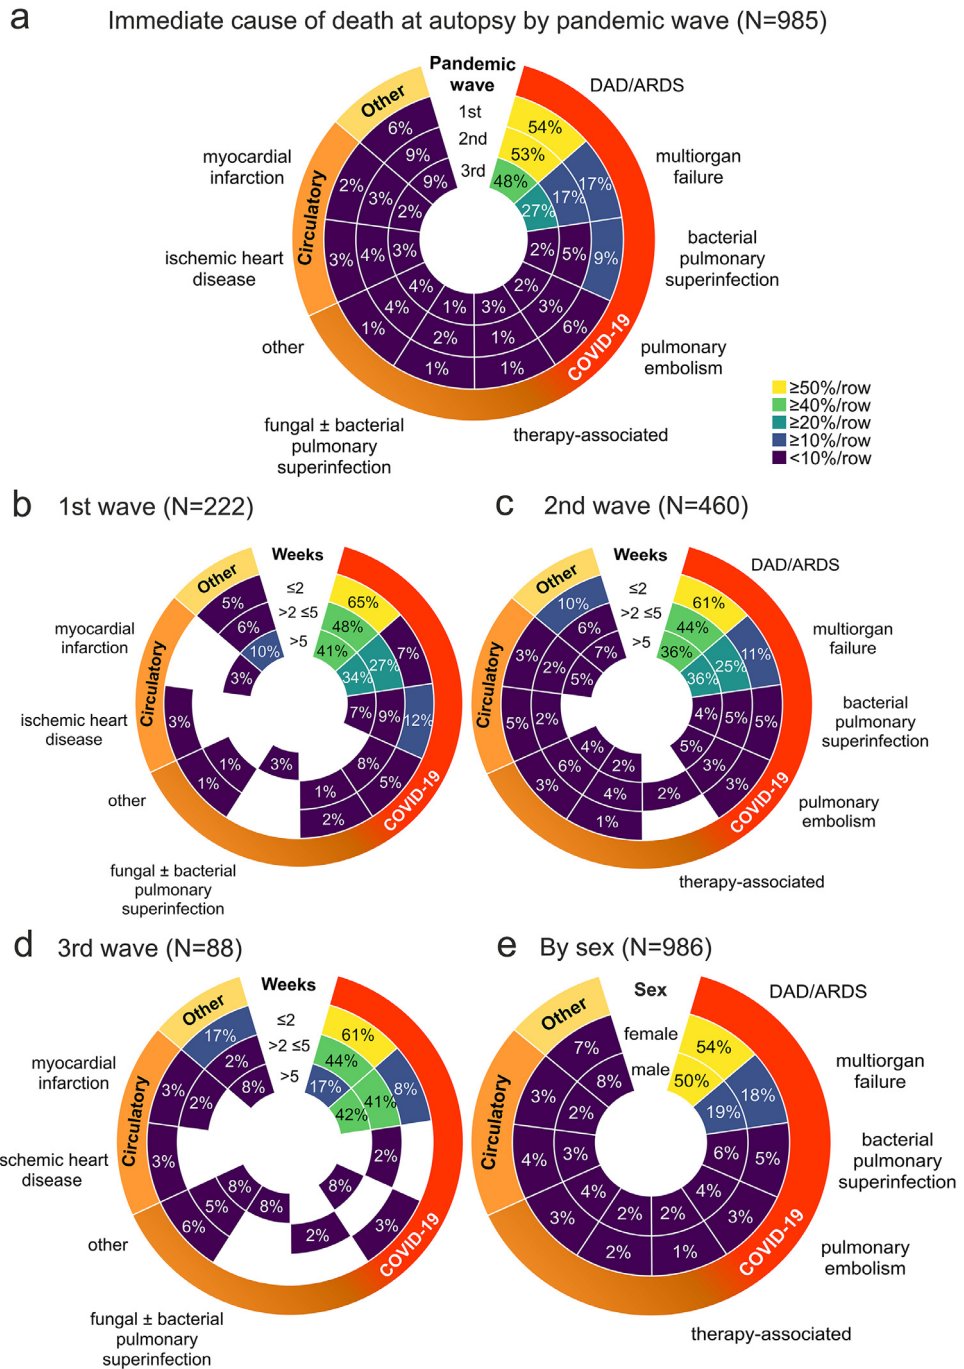 a Immediate cause of death at autopsy by pandemic wave (N=985)
Pandemic
wave
1st
2nd
3rd
Other
Circulatory
COVID-19
DAD/ARDS
multiorgan
failure
bacterial
pulmonary
superinfection
pulmonary
embolism
therapy-associated
fungal ± bacterial
pulmonary
superinfection
other
ischemic heart
disease
myocardial
infarction
54% 17% 9% 6% 1% 1% 1% 3% 2% 6%
53% 17% 5% 3% 1% 2% 4% 4% 3% 9%
48% 27% 2% 2% 3% 1% 4% 3% 2% 9%
≥50%/row
≥40%/row
≥20%/row
≥10%/row
<10%/row
b 1st wave (N=222)
Weeks
≤2
>2 ≤5
>5
Other
Circulatory
COVID-19
myocardial
infarction
ischemic heart
disease
other
fungal ± bacterial
pulmonary
superinfection
65% 7% 12% 5% 2% 1% 3% 5%
48% 27% 9% 8% 1% 1% 6%
41% 34% 7% 3% 3% 10%
c 2nd wave (N=460)
Weeks
≤2
>2 ≤5
>5
Other
Circulatory
COVID-19
DAD/ARDS
multiorgan
failure
bacterial
pulmonary
superinfection
pulmonary
embolism
therapy-associated
61% 11% 5% 3% 1% 3% 5% 3% 10%
44% 25% 5% 3% 2% 4% 6% 2% 2% 6%
36% 36% 4% 5% 2% 4% 5% 7%
d 3rd wave (N=88)
Weeks
≤2
>2 ≤5
>5
Other
Circulatory
COVID-19
myocardial
infarction
schemic heart
disease
other
fungal ± bacterial
pulmonary
superinfection
61% 8% 3% 6% 3% 3% 17%
44% 41% 2% 2% 5% 2% 2%
17% 42% 8% 8% 8% 8%
e By sex (N=986)
Sex
female
male
Other
Circulatory
COVID-19
DAD/ARDS
multiorgan
failure
bacterial
pulmonary
superinfection
pulmonary
embolism
therapy-associated
54% 18% 5% 3% 1% 2% 3% 4% 3% 7%
50% 19% 6% 4% 2% 2% 4% 3% 2% 8%